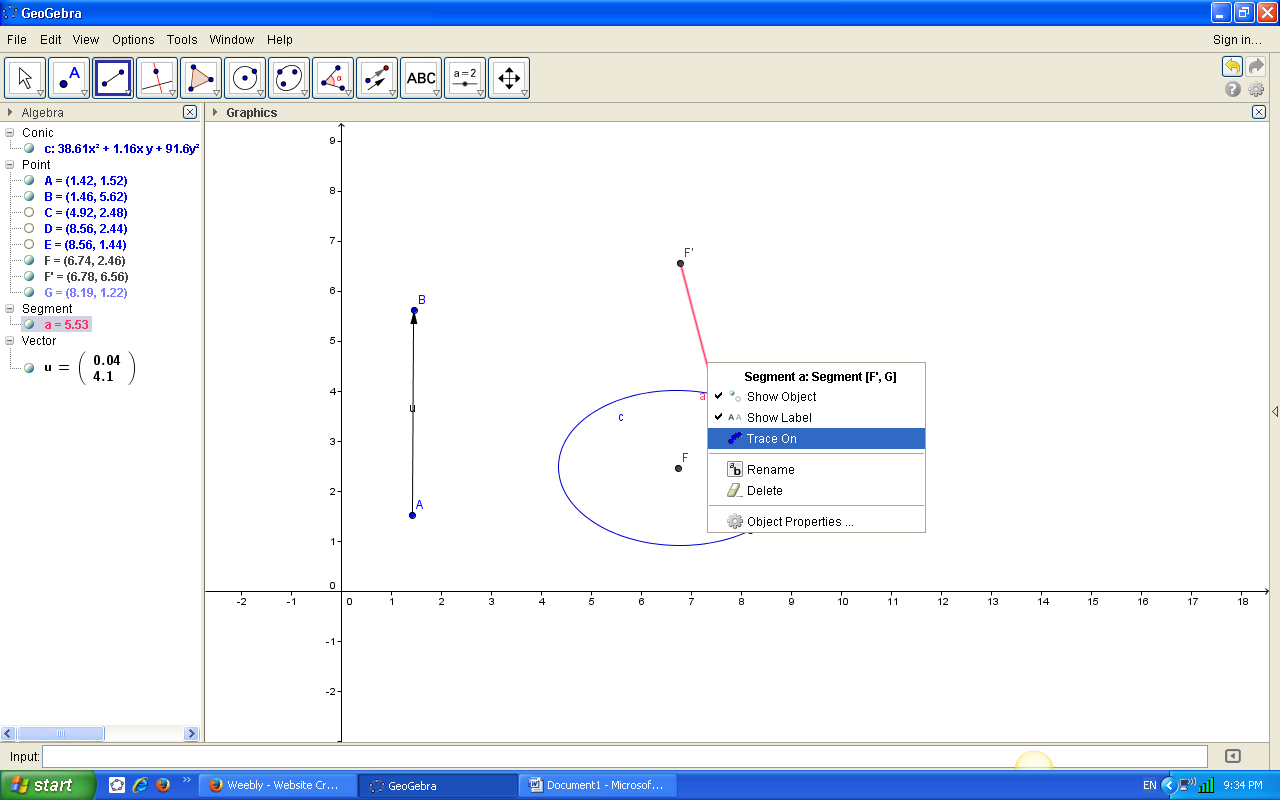 GeoGebra
File Edit View Options Tools Window Help Sign in...
A α ABC a=2
Algebra
Graphics
Conic
c: 38.61x² + 1.16x y + 91.6y²
Point
A = (1.42, 1.52)
B = (1.46, 5.62)
C = (4.92, 2.48)
D = (8.56, 2.44)
E = (8.56, 1.44)
F = (6.74, 2.46)
F' = (6.78, 6.56)
G = (8.19, 1.22)
Segment
a = 5.53
Vector
u = ( 0.04
4.1 )
9
8
7
6
5
4
3
2
1
0
-1
-2
-2 -1 0 1 2 3 4 5 6 7 8 9 10 11 12 13 14 15 16 17 18
F'
B
u
A
c
F
a
Segment a: Segment [F', G]
Show Object
AA Show Label
Trace On
ab Rename
Delete
Object Properties ...
Input:
start
Weebly - Website Cr...
GeoGebra
Document1 - Microsof...
EN
9:34 PM